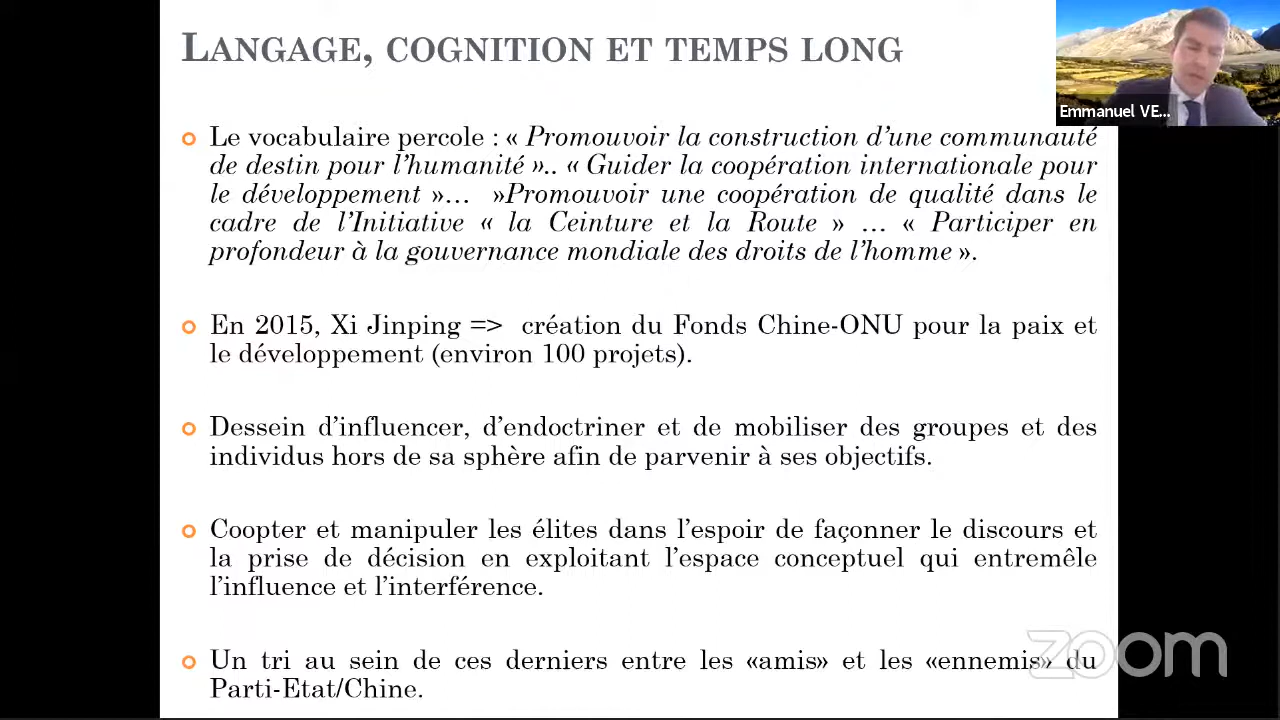 LANGAGE, COGNITION ET TEMPS LONG
Emmanuel VE...
Le vocabulaire percole : « Promouvoir la construction d'une communauté
de destin pour l'humanité ».. « Guider la coopération internationale pour
le développement »… »Promouvoir une coopération de qualité dans le
cadre de l'Initiative « la Ceinture et la Route » … « Participer en
profondeur à la gouvernance mondiale des droits de l'homme ».
En 2015, Xi Jinping => création du Fonds Chine-ONU pour la paix et
le développement (environ 100 projets).
Dessein d'influencer, d'endoctriner et de mobiliser des groupes et des
individus hors de sa sphère afin de parvenir à ses objectifs.
Coopter et manipuler les élites dans l'espoir de façonner le discours et
la prise de décision en exploitant l'espace conceptuel qui entremêle
l'influence et l'interférence.
Un tri au sein de ces derniers entre les «amis» et les «ennemis» du
Parti-Etat/Chine.
zoom